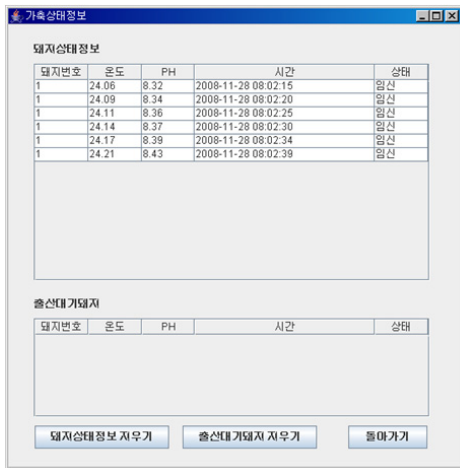 가축상태정보
돼지상태정보
돼지번호 온도 PH 시간 상태
1 24.06 8.32 2008-11-28 08:02:15 임신
1 24.09 8.34 2008-11-28 08:02:20 임신
1 24.11 8.36 2008-11-28 08:02:25 임신
1 24.14 8.37 2008-11-28 08:02:30 임신
1 24.17 8.39 2008-11-28 08:02:34 임신
1 24.21 8.43 2008-11-28 08:02:39 임신
출산대기돼지
돼지번호 온도 PH 시간 상태
돼지상태정보 지우기 출산대기돼지 지우기 돌아가기